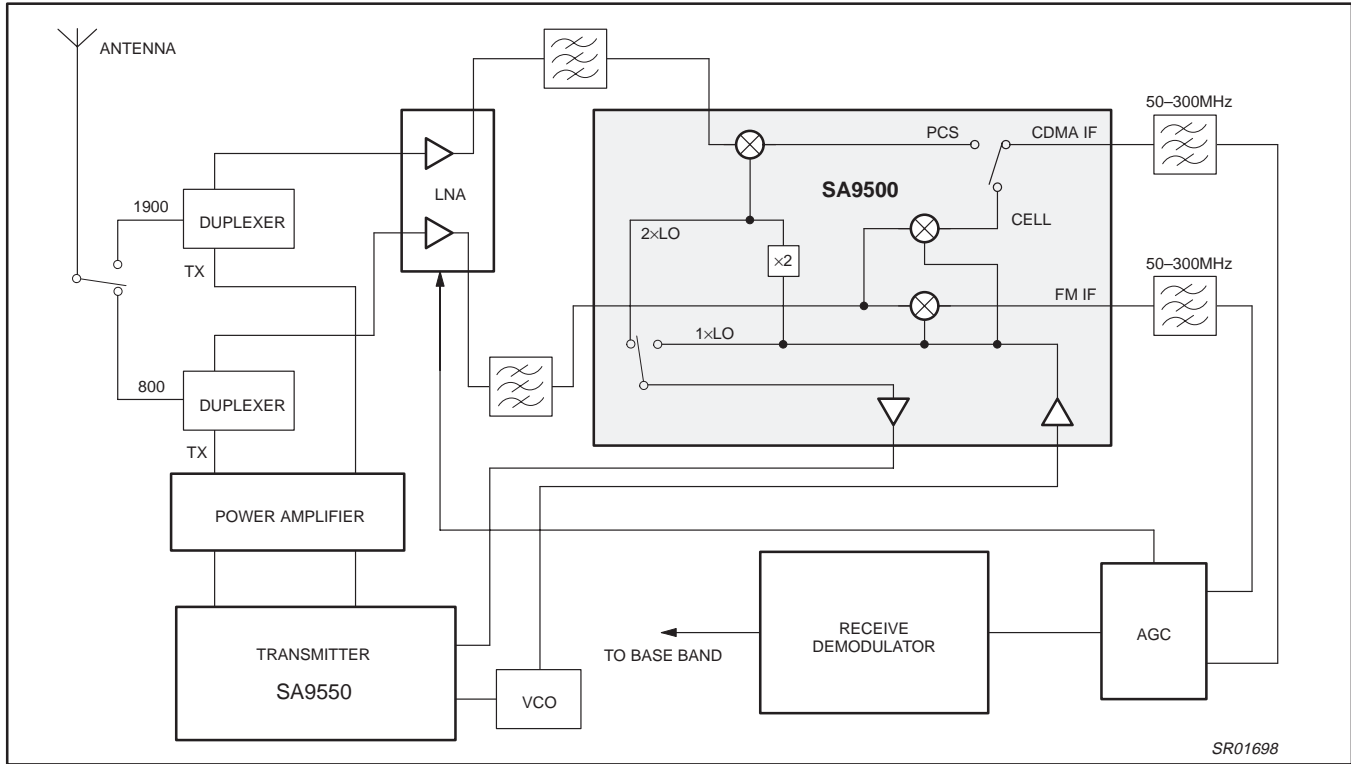 ANTENNA
50–300MHz
PCS
CDMA IF
LNA
SA9500
1900
DUPLEXER
2×LO
CELL
×2
TX
50–300MHz
FM IF
1×LO
800
DUPLEXER
TX
POWER AMPLIFIER
RECEIVE
DEMODULATOR
AGC
TRANSMITTER
SA9550
TO BASE BAND
VCO
SR01698